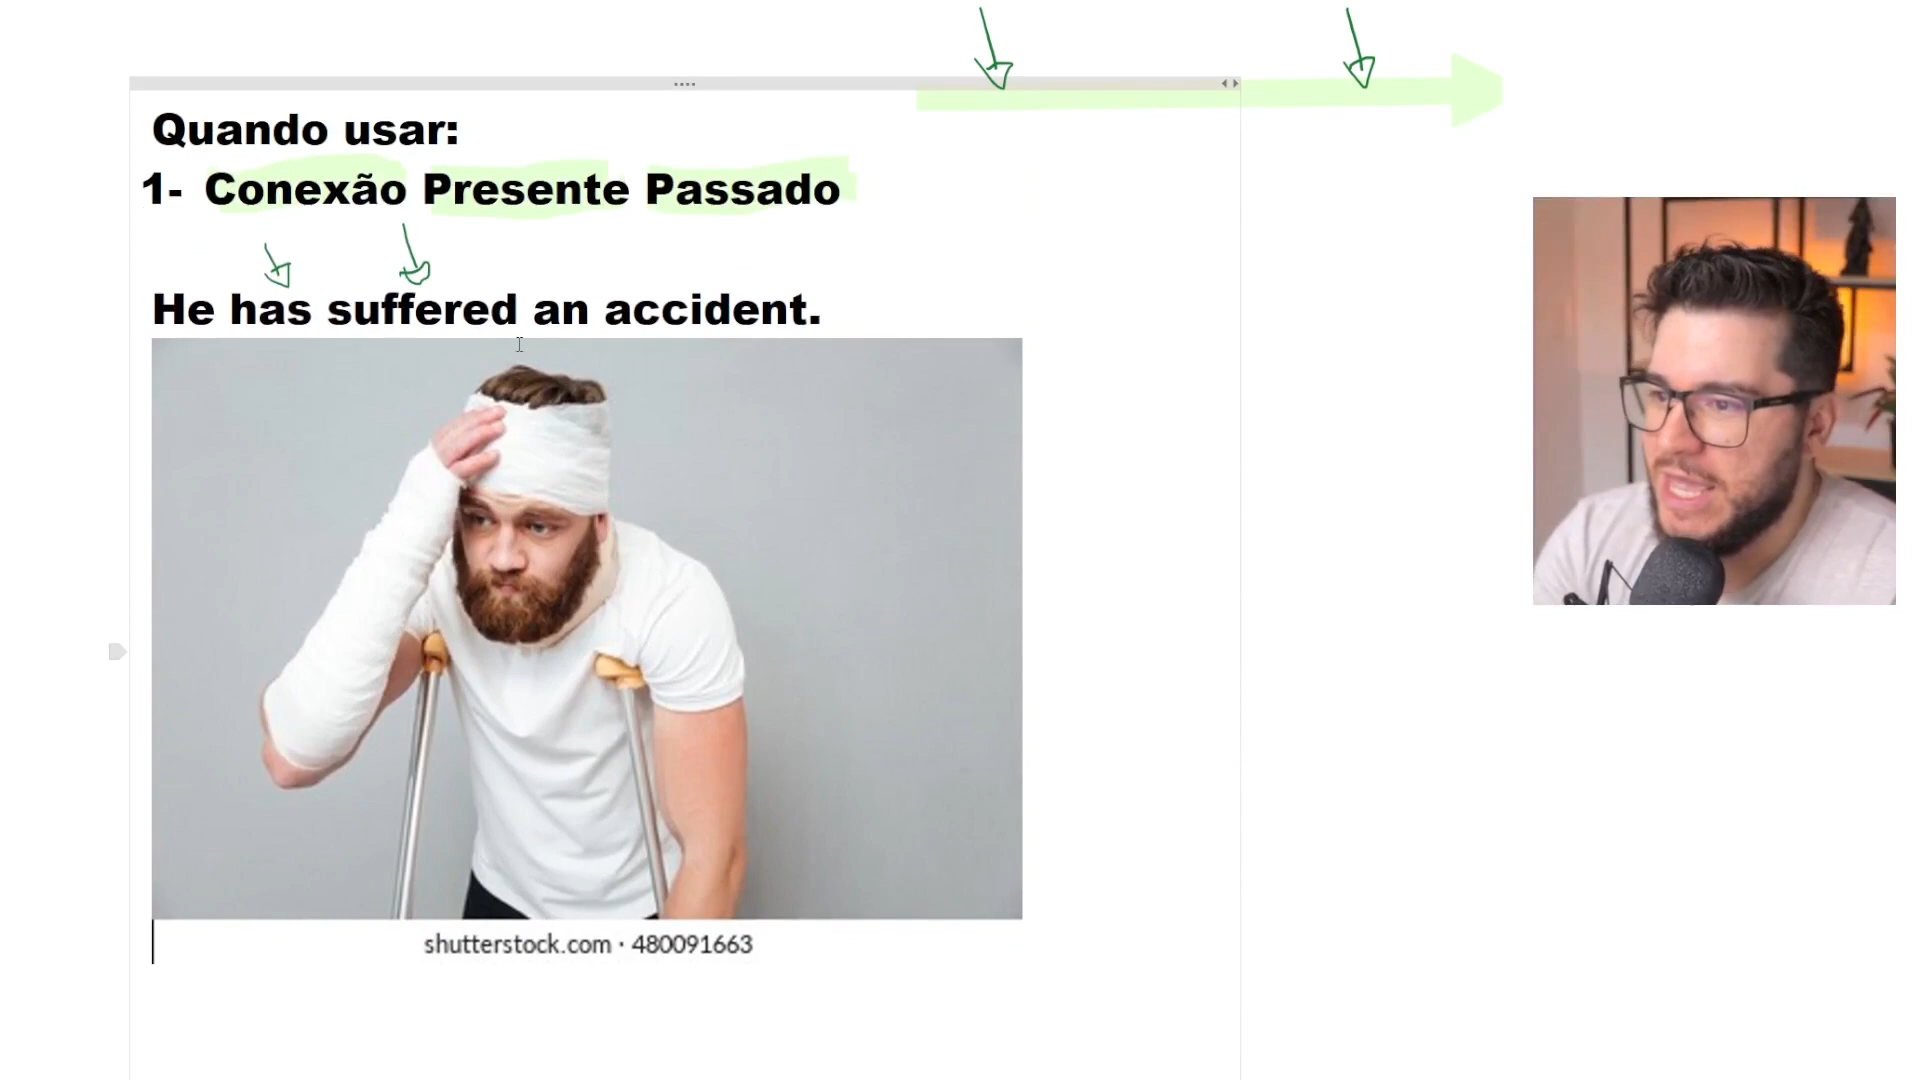 Quando usar:
1- Conexão Presente Passado
He has suffered an accident.
shutterstock.com · 480091663